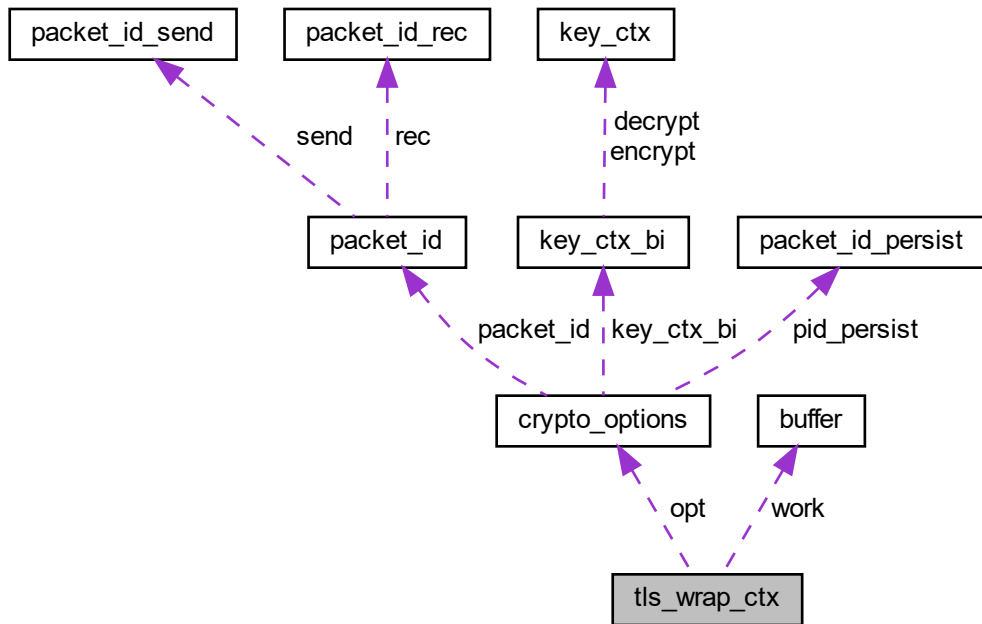 packet_id_send
packet_id_rec
key_ctx
send
rec
decrypt
encrypt
packet_id
key_ctx_bi
packet_id_persist
packet_id
key_ctx_bi
pid_persist
crypto_options
buffer
opt
work
tls_wrap_ctx